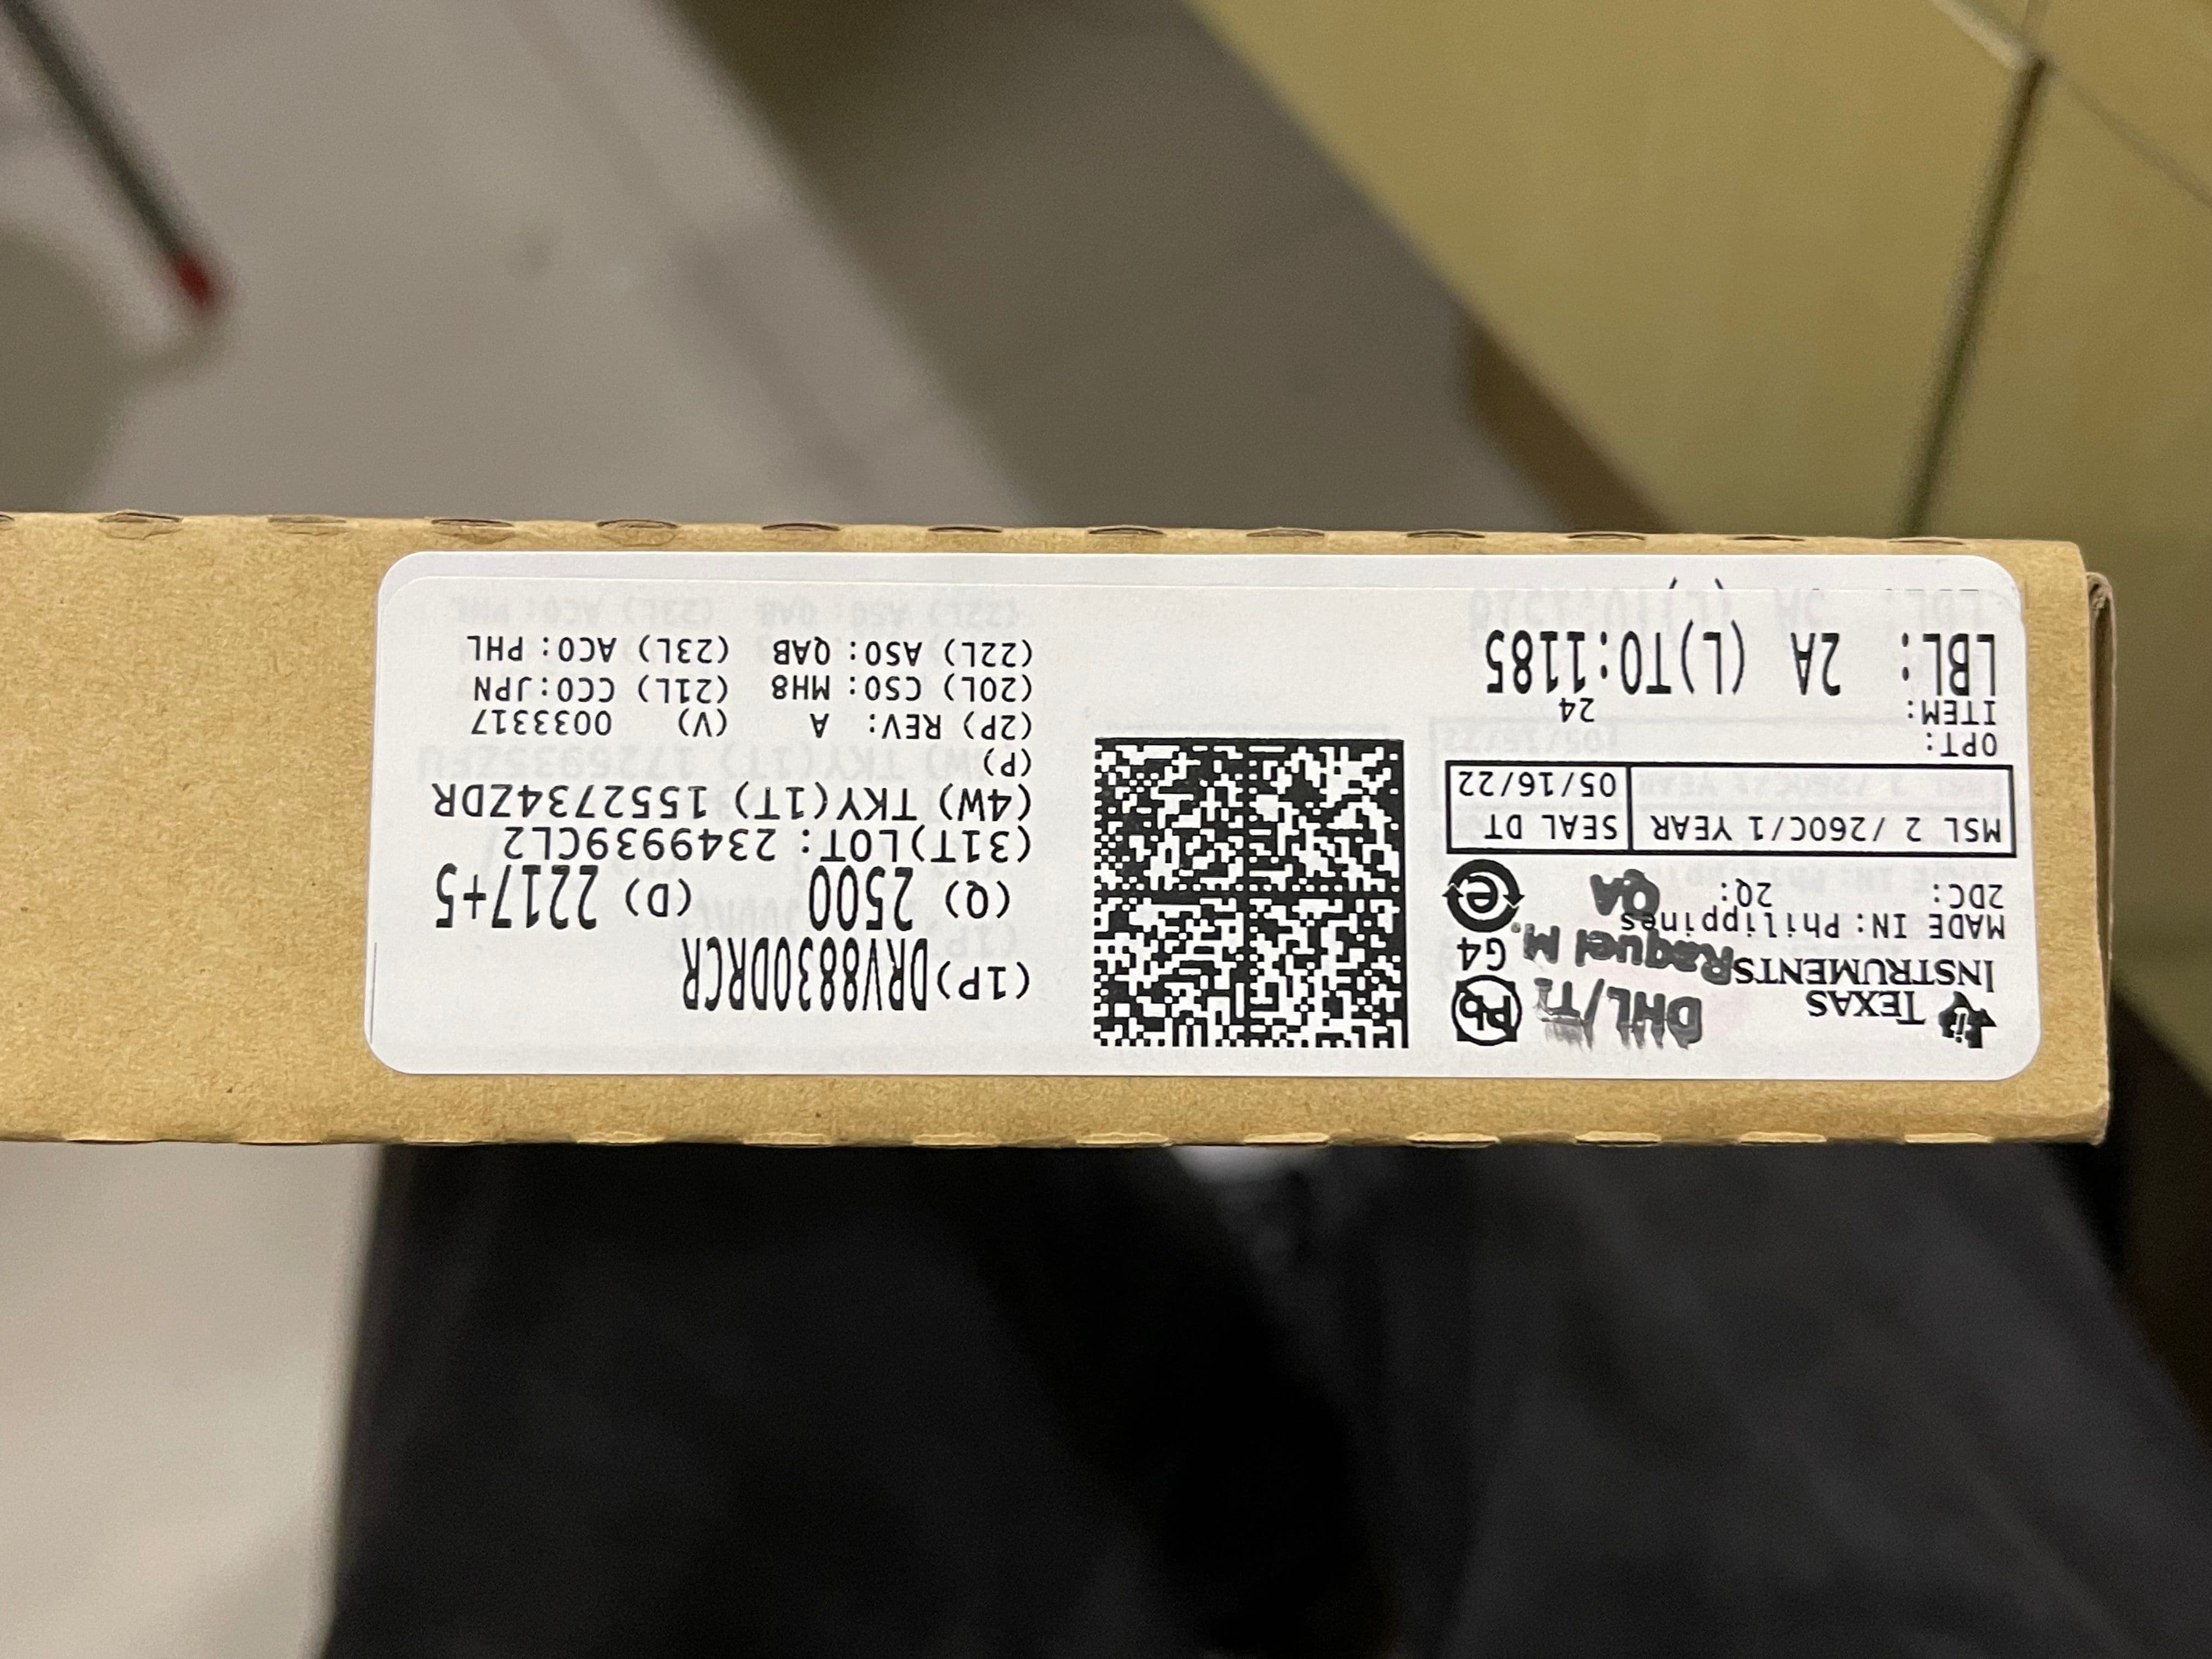 TEXAS
INSTRUMENTS
MADE IN: Philippines
2DC: 2Q:
DHL/TI
Raquel M.
QA
Pb
G4
e
MSL 2 /260C/1 YEAR SEAL DT
05/16/22
OPT:
ITEM: 24
LBL: 2A (L)T0:1185
(1P)DRV8830DRCR
(Q) 2500 (D) 2217+5
(31T)LOT: 2349939CL2
(4W) TKY(1T) 1552734ZDR
(P)
(2P) REV: A (V) 0033317
(20L) CSO: MH8 (21L) CCO:JPN
(22L) ASO: QAB (23L) ACO: PHL